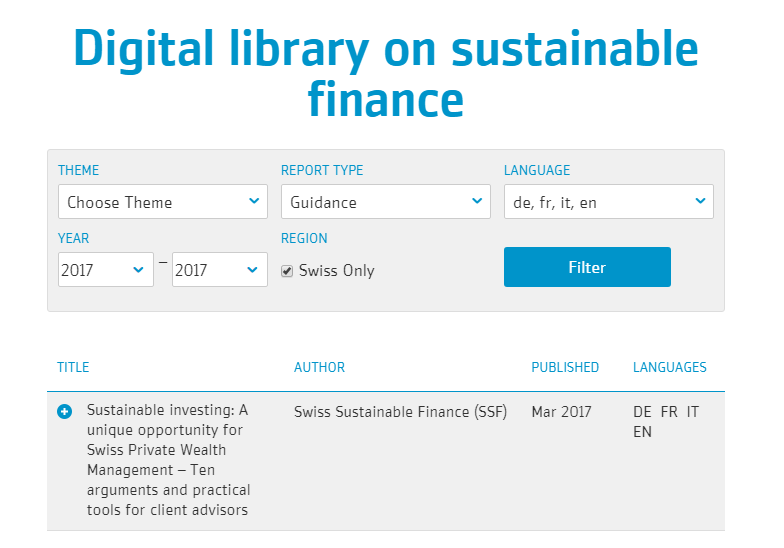 Digital library on sustainable
finance
THEME REPORT TYPE LANGUAGE
Choose Theme Guidance de, fr, it, en
YEAR REGION
2017 – 2017 Swiss Only Filter
TITLE AUTHOR PUBLISHED LANGUAGES
Sustainable investing: A Swiss Sustainable Finance (SSF) Mar 2017 DE FR IT
unique opportunity for EN
Swiss Private Wealth
Management – Ten
arguments and practical
tools for client advisors